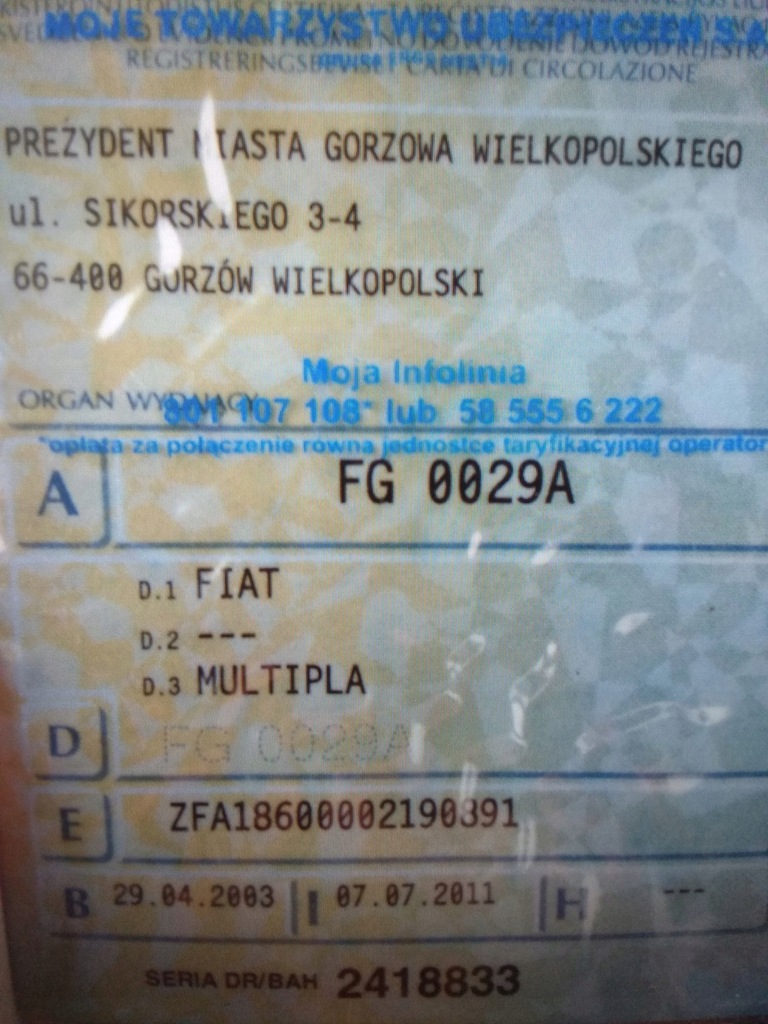 MOJE TOWARZYSTWO UBEZPIECZEŃ S.A
REGISTRERINGSBEVISET CARTA DI CIRCOLAZIONE
PREZYDENT MIASTA GORZOWA WIELKOPOLSKIEGO
ul. SIKORSKIEGO 3-4
66-400 GORZÓW WIELKOPOLSKI
Moja Infolinia
ORGAN WYDAJĄCY
801 107 108* lub 58 555 6 222
*opłata za połączenie równa jednostce taryfikacyjnej operator
A FG 0029A
D.1 FIAT
D.2 ---
D.3 MULTIPLA
D FG 0029A
E ZFA18600002190391
B 29.04.2003 I 07.07.2011 H ---
SERIA DR/BAH 2418833